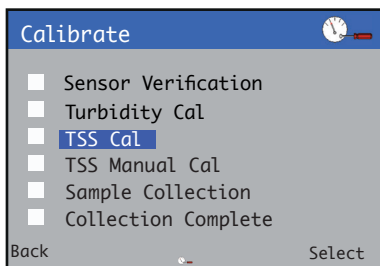 Calibrate
Sensor Verification
Turbidity Cal
TSS Cal
TSS Manual Cal
Sample Collection
Collection Complete
Back Select